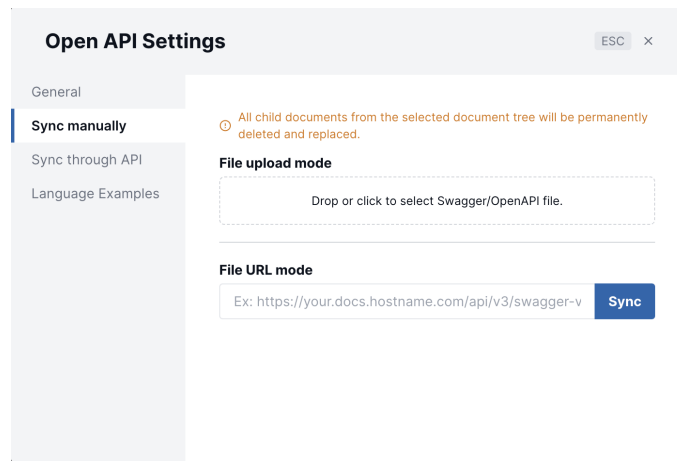 Open API Settings
ESC ×
General
Sync manually
Sync through API
Language Examples
All child documents from the selected document tree will be permanently
deleted and replaced.
File upload mode
Drop or click to select Swagger/OpenAPI file.
File URL mode
Ex: https://your.docs.hostname.com/api/v3/swagger-v
Sync